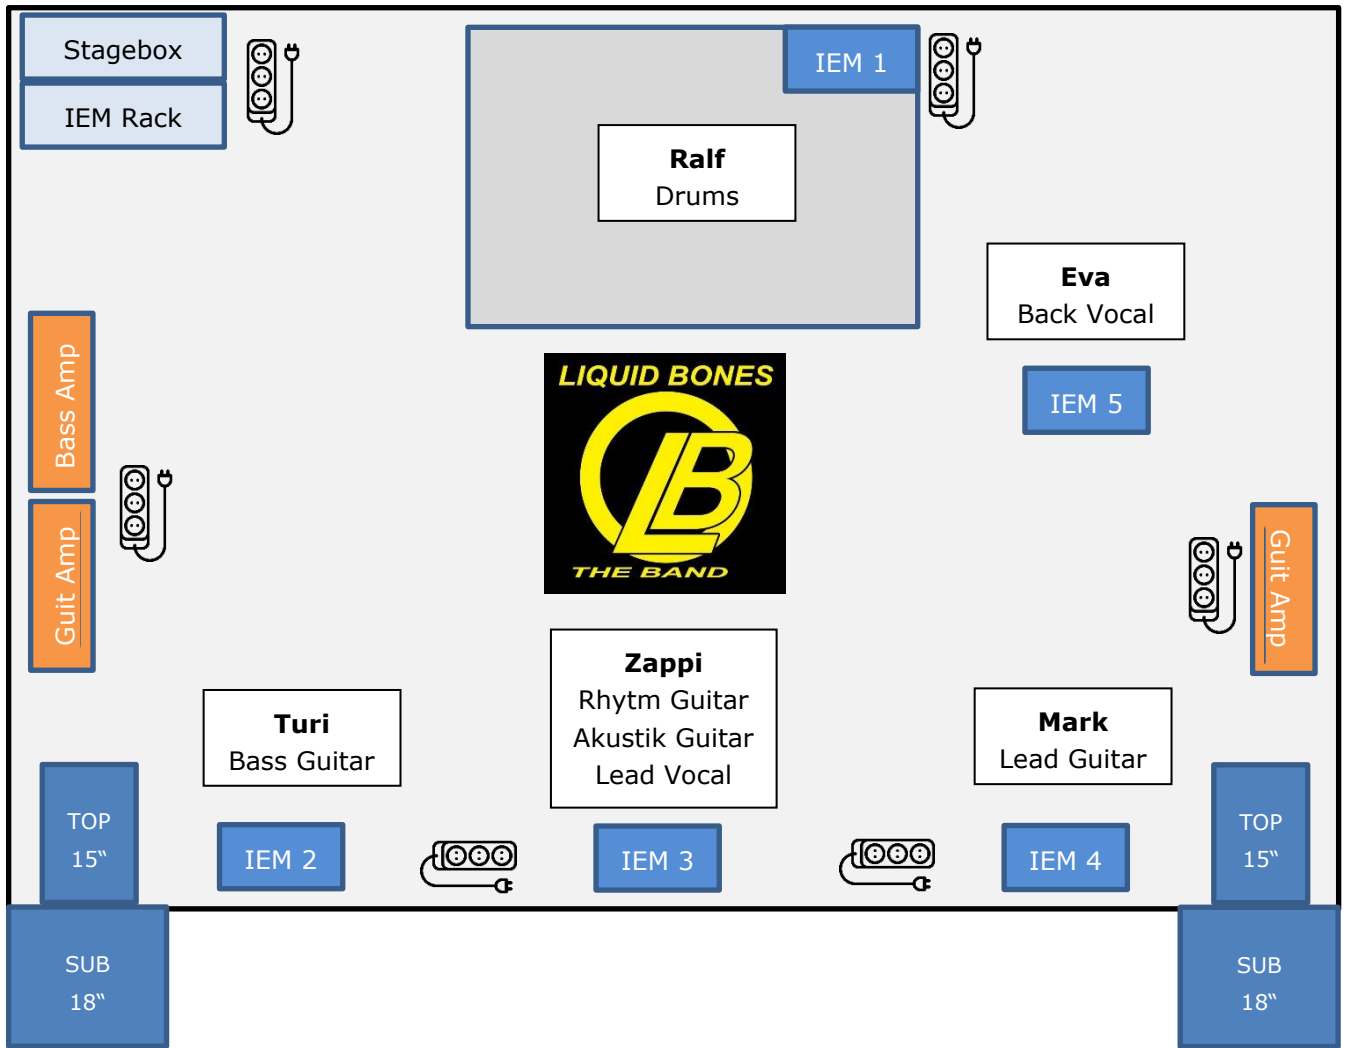 Stagebox
IEM Rack
IEM 1
Ralf
Drums
Eva
Back Vocal
IEM 5
Bass Amp
Guit Amp
LIQUID BONES
LB
THE BAND
Guit Amp
Turi
Bass Guitar
Zappi
Rhytm Guitar
Akustik Guitar
Lead Vocal
Mark
Lead Guitar
TOP
15“
IEM 2
IEM 3
IEM 4
TOP
15“
SUB
18“
SUB
18“